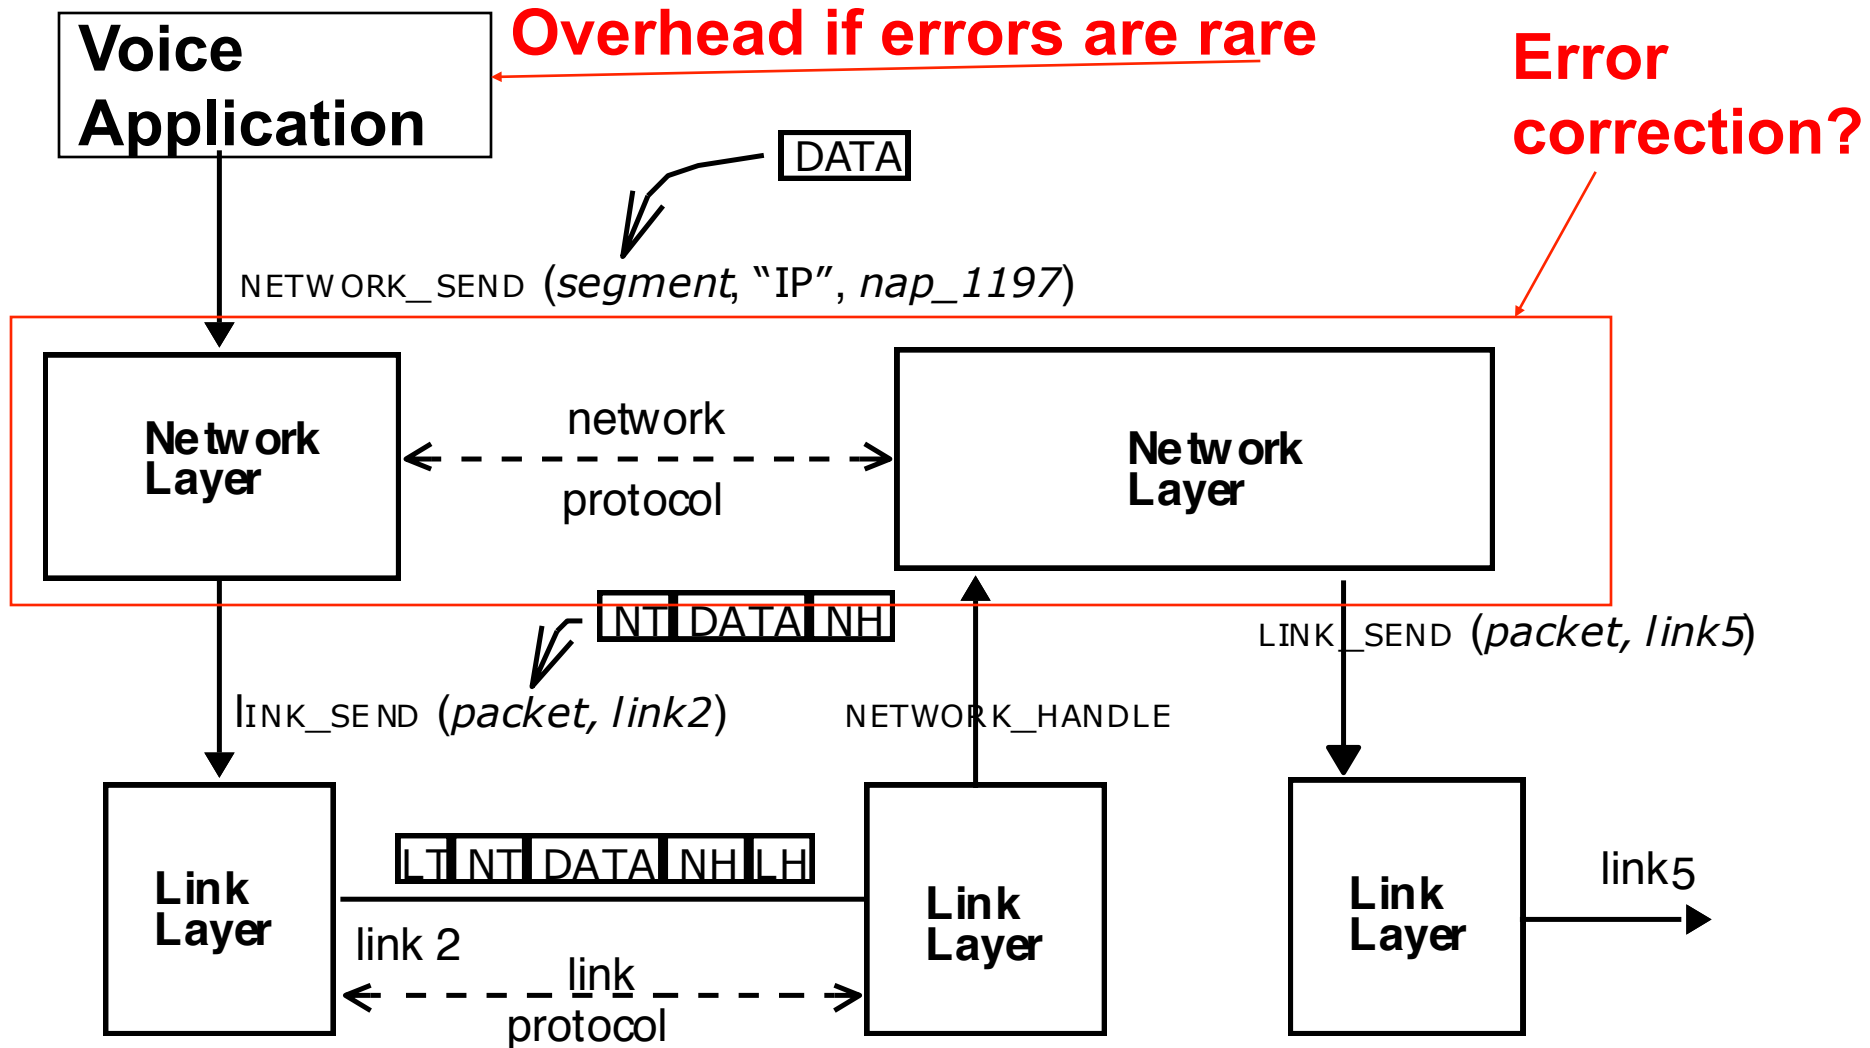 Voice
Application
Overhead if errors are rare
Error
correction?
DATA
NETWORK_SEND (segment, “IP”, nap_1197)
Network
Layer
network
protocol
Network
Layer
NT DATA NH
LINK_SEND (packet, link5)
lINK_SEND (packet, link2)
NETWORK_HANDLE
LT NT DATA NH LH
Link
Layer
link 2
link
protocol
Link
Layer
Link
Layer
link5